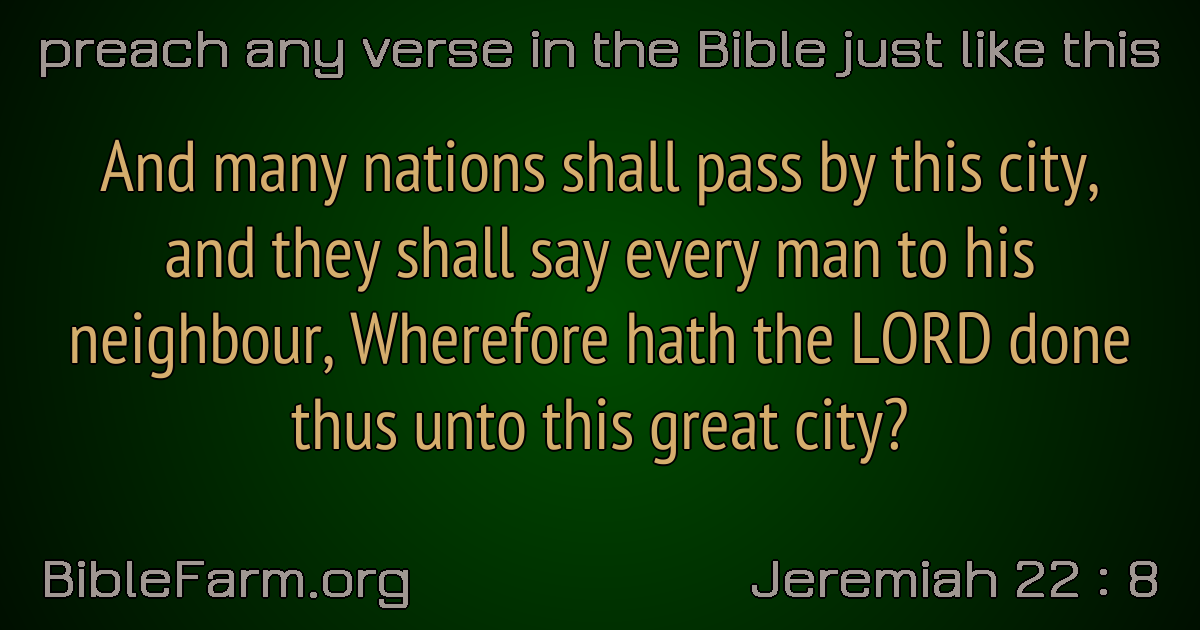 preach any verse in the Bible just like this
And many nations shall pass by this city,
and they shall say every man to his
neighbour, Wherefore hath the LORD done
thus unto this great city?
BibleFarm.org
Jeremiah 22 : 8